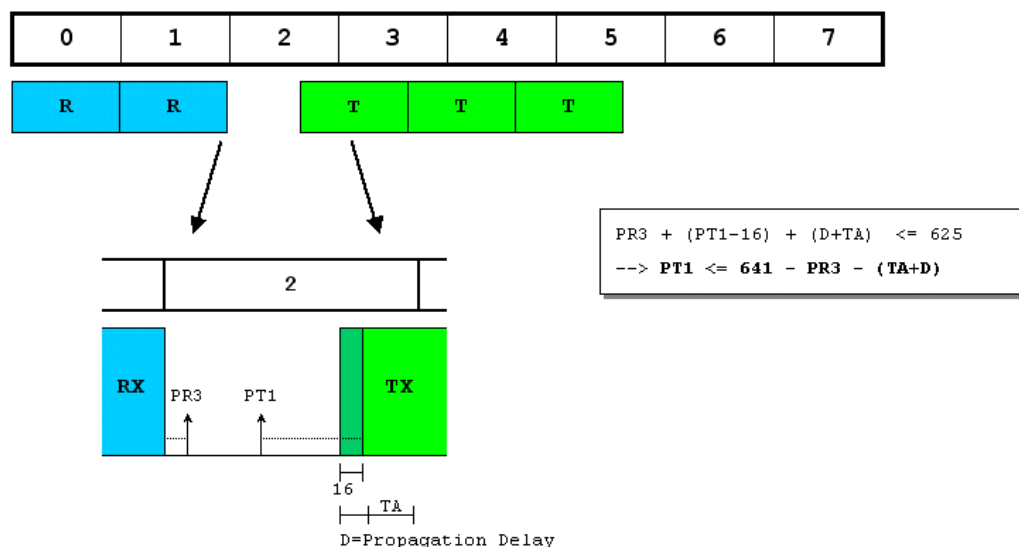 0 1 2 3 4 5 6 7
R R T T T
PR3 + (PT1-16) + (D+TA) <= 625
--> PT1 <= 641 - PR3 - (TA+D)
2
RX PR3 PT1 TX
16
TA
D=Propagation Delay